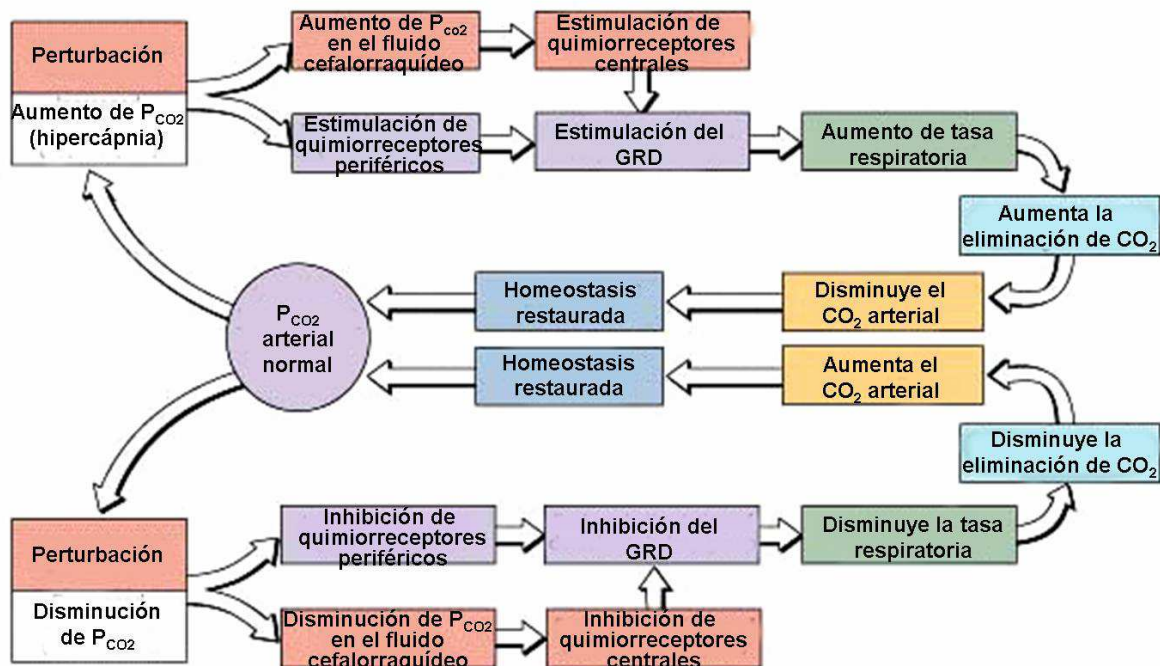 Perturbación
Aumento de PCO2
(hipercápnia)
Aumento de Pco2
en el fluido
cefalorraquídeo
Estimulación de
quimiorreceptores
centrales
Estimulación de
quimiorreceptores
periféricos
Estimulación del
GRD
Aumento de tasa
respiratoria
Aumenta la
eliminación de CO2
Disminuye el
CO2 arterial
Homeostasis
restaurada
PCO2
arterial
normal
Homeostasis
restaurada
Aumenta el
CO2 arterial
Disminuye la
eliminación de CO2
Perturbación
Disminución
de PCO2
Inhibición de
quimiorreceptores
periféricos
Inhibición del
GRD
Disminuye la tasa
respiratoria
Disminución de PCO2
en el fluido
cefalorraquídeo
Inhibición de
quimiorreceptores
centrales